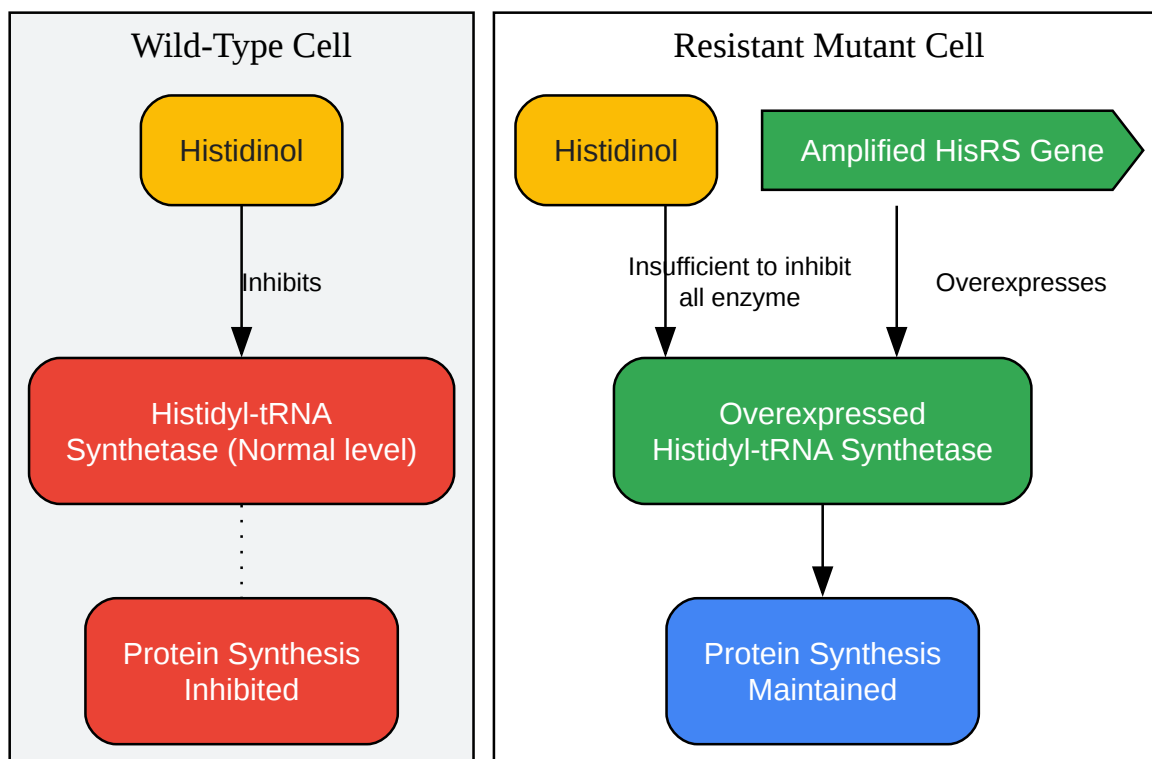 Wild-Type Cell
Histidinol
Inhibits
Histidyl-tRNA
Synthetase (Normal level)
Protein Synthesis
Inhibited
Resistant Mutant Cell
Histidinol
Amplified HisRS Gene
Insufficient to inhibit
all enzyme
Overexpresses
Overexpressed
Histidyl-tRNA Synthetase
Protein Synthesis
Maintained